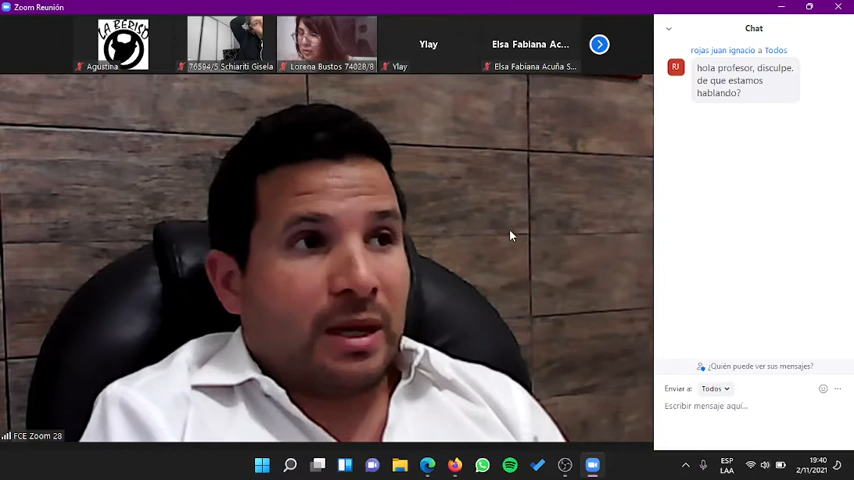 Zoom Reunión
LA BERISO
Agustina
76594/5 Schiariti Gisela
Lorena Bustos 74028/8
Ylay
Ylay
Elsa Fabiana Ac...
Elsa Fabiana Acuña S...
Chat
rojas juan ignacio a Todos
RJ
hola profesor, disculpe.
de que estamos
hablando?
¿Quién puede ver sus mensajes?
Enviar a: Todos
Escribir mensaje aquí...
FCE Zoom 28
ESP
LAA
19:40
2/11/2021